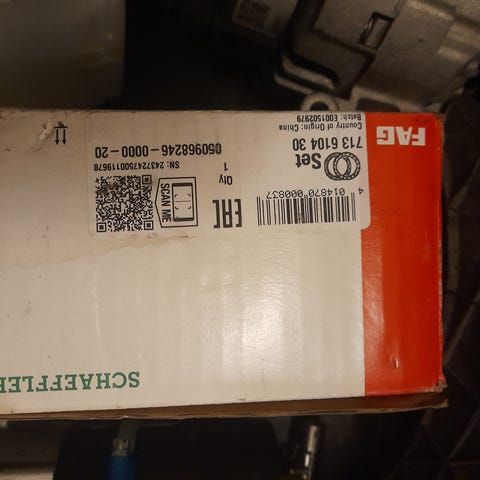 FAG
713 6104 30
Country of Origin: China
Batch: E001502979
Set
Qty
1
SN: 2437247500119678
060968246-0000-20
4 014870 000837
EAC
SCAN ME
SCHAEFFLER